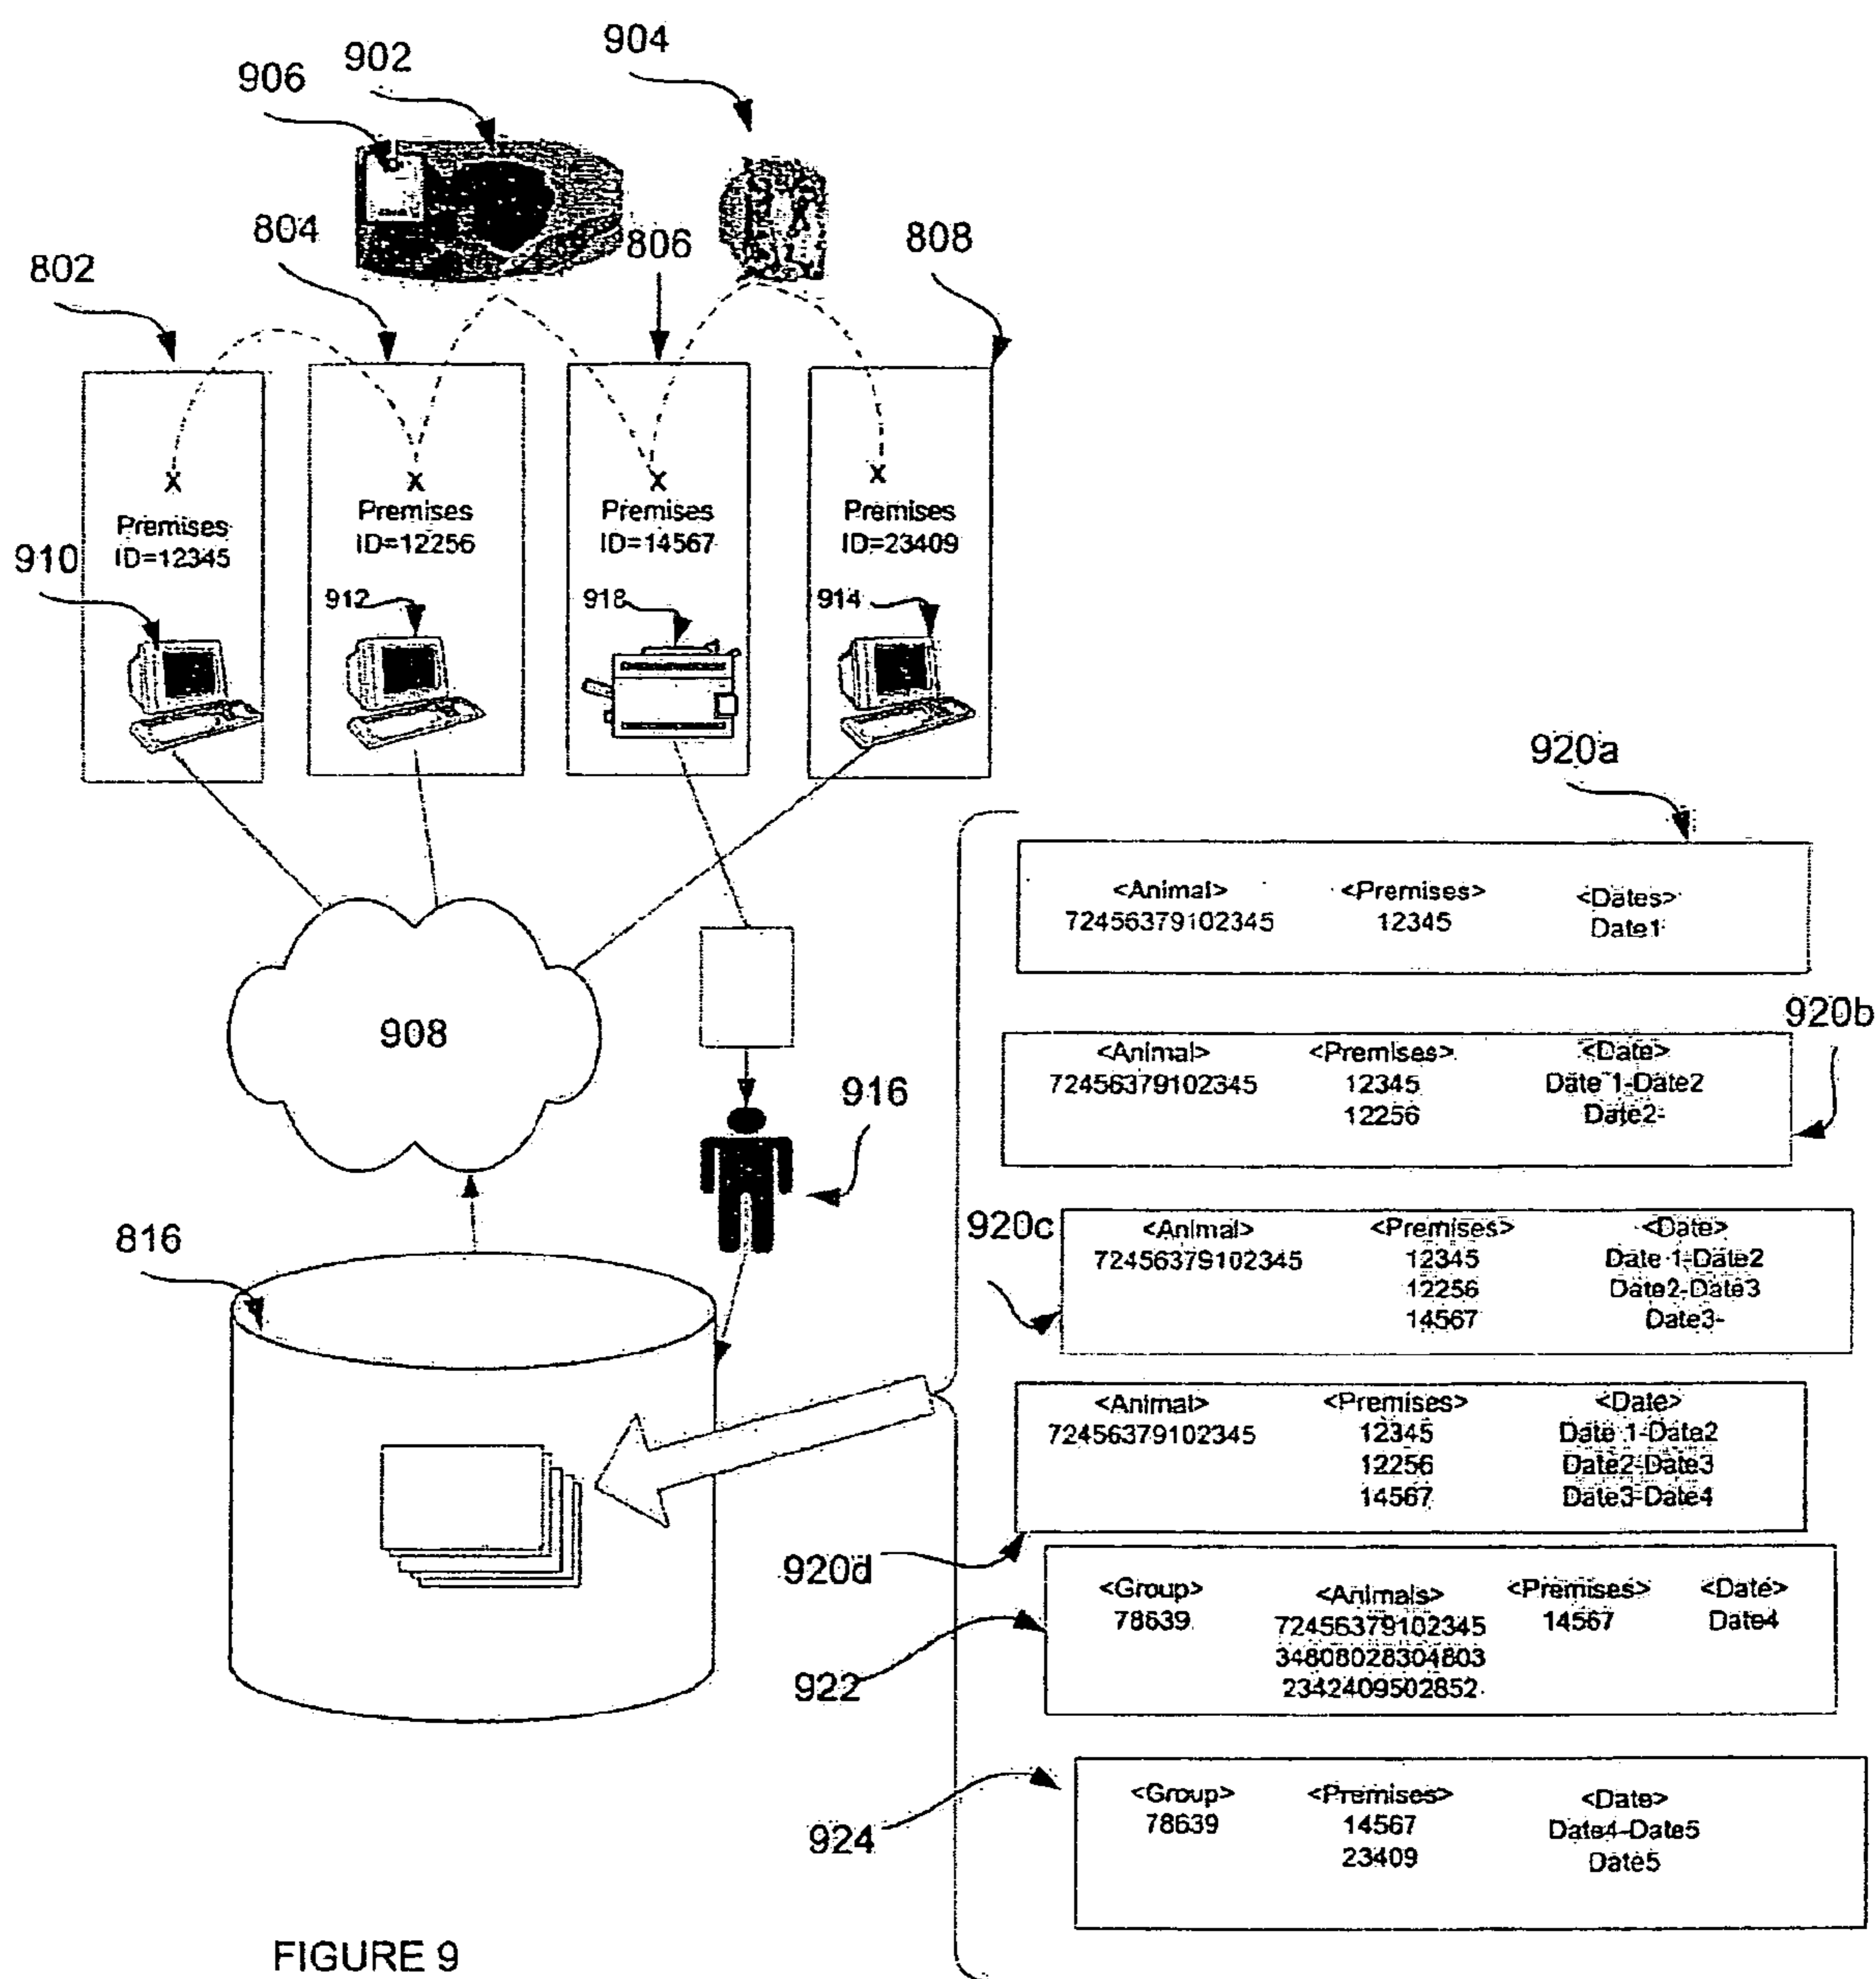 904
902
906
804
806
808
802
X X X X
Premises Premises Premises Premises
ID=12345 ID=12256 ID=14567 ID=23409
910
912 918 914
920a
<Animal> <Premises> <Dates>
72456379102345 12345 Date1
920b
<Animal> <Premises> <Date>
72456379102345 12345 Date 1-Date2
12256 Date2-
908
916
920c
<Animal> <Premises> <Date>
72456379102345 12345 Date 1-Date2
12256 Date2-Date3
14567 Date3-
816
<Animal> <Premises> <Date>
72456379102345 12345 Date 1-Date2
12256 Date2-Date3
14567 Date3-Date4
920d
<Group> <Animals> <Premises> <Date>
78639 72456379102345 14567 Date4
34808028304803
2342409502852
922
<Group> <Premises> <Date>
78639 14567 Date4-Date5
23409 Date5
924
FIGURE 9